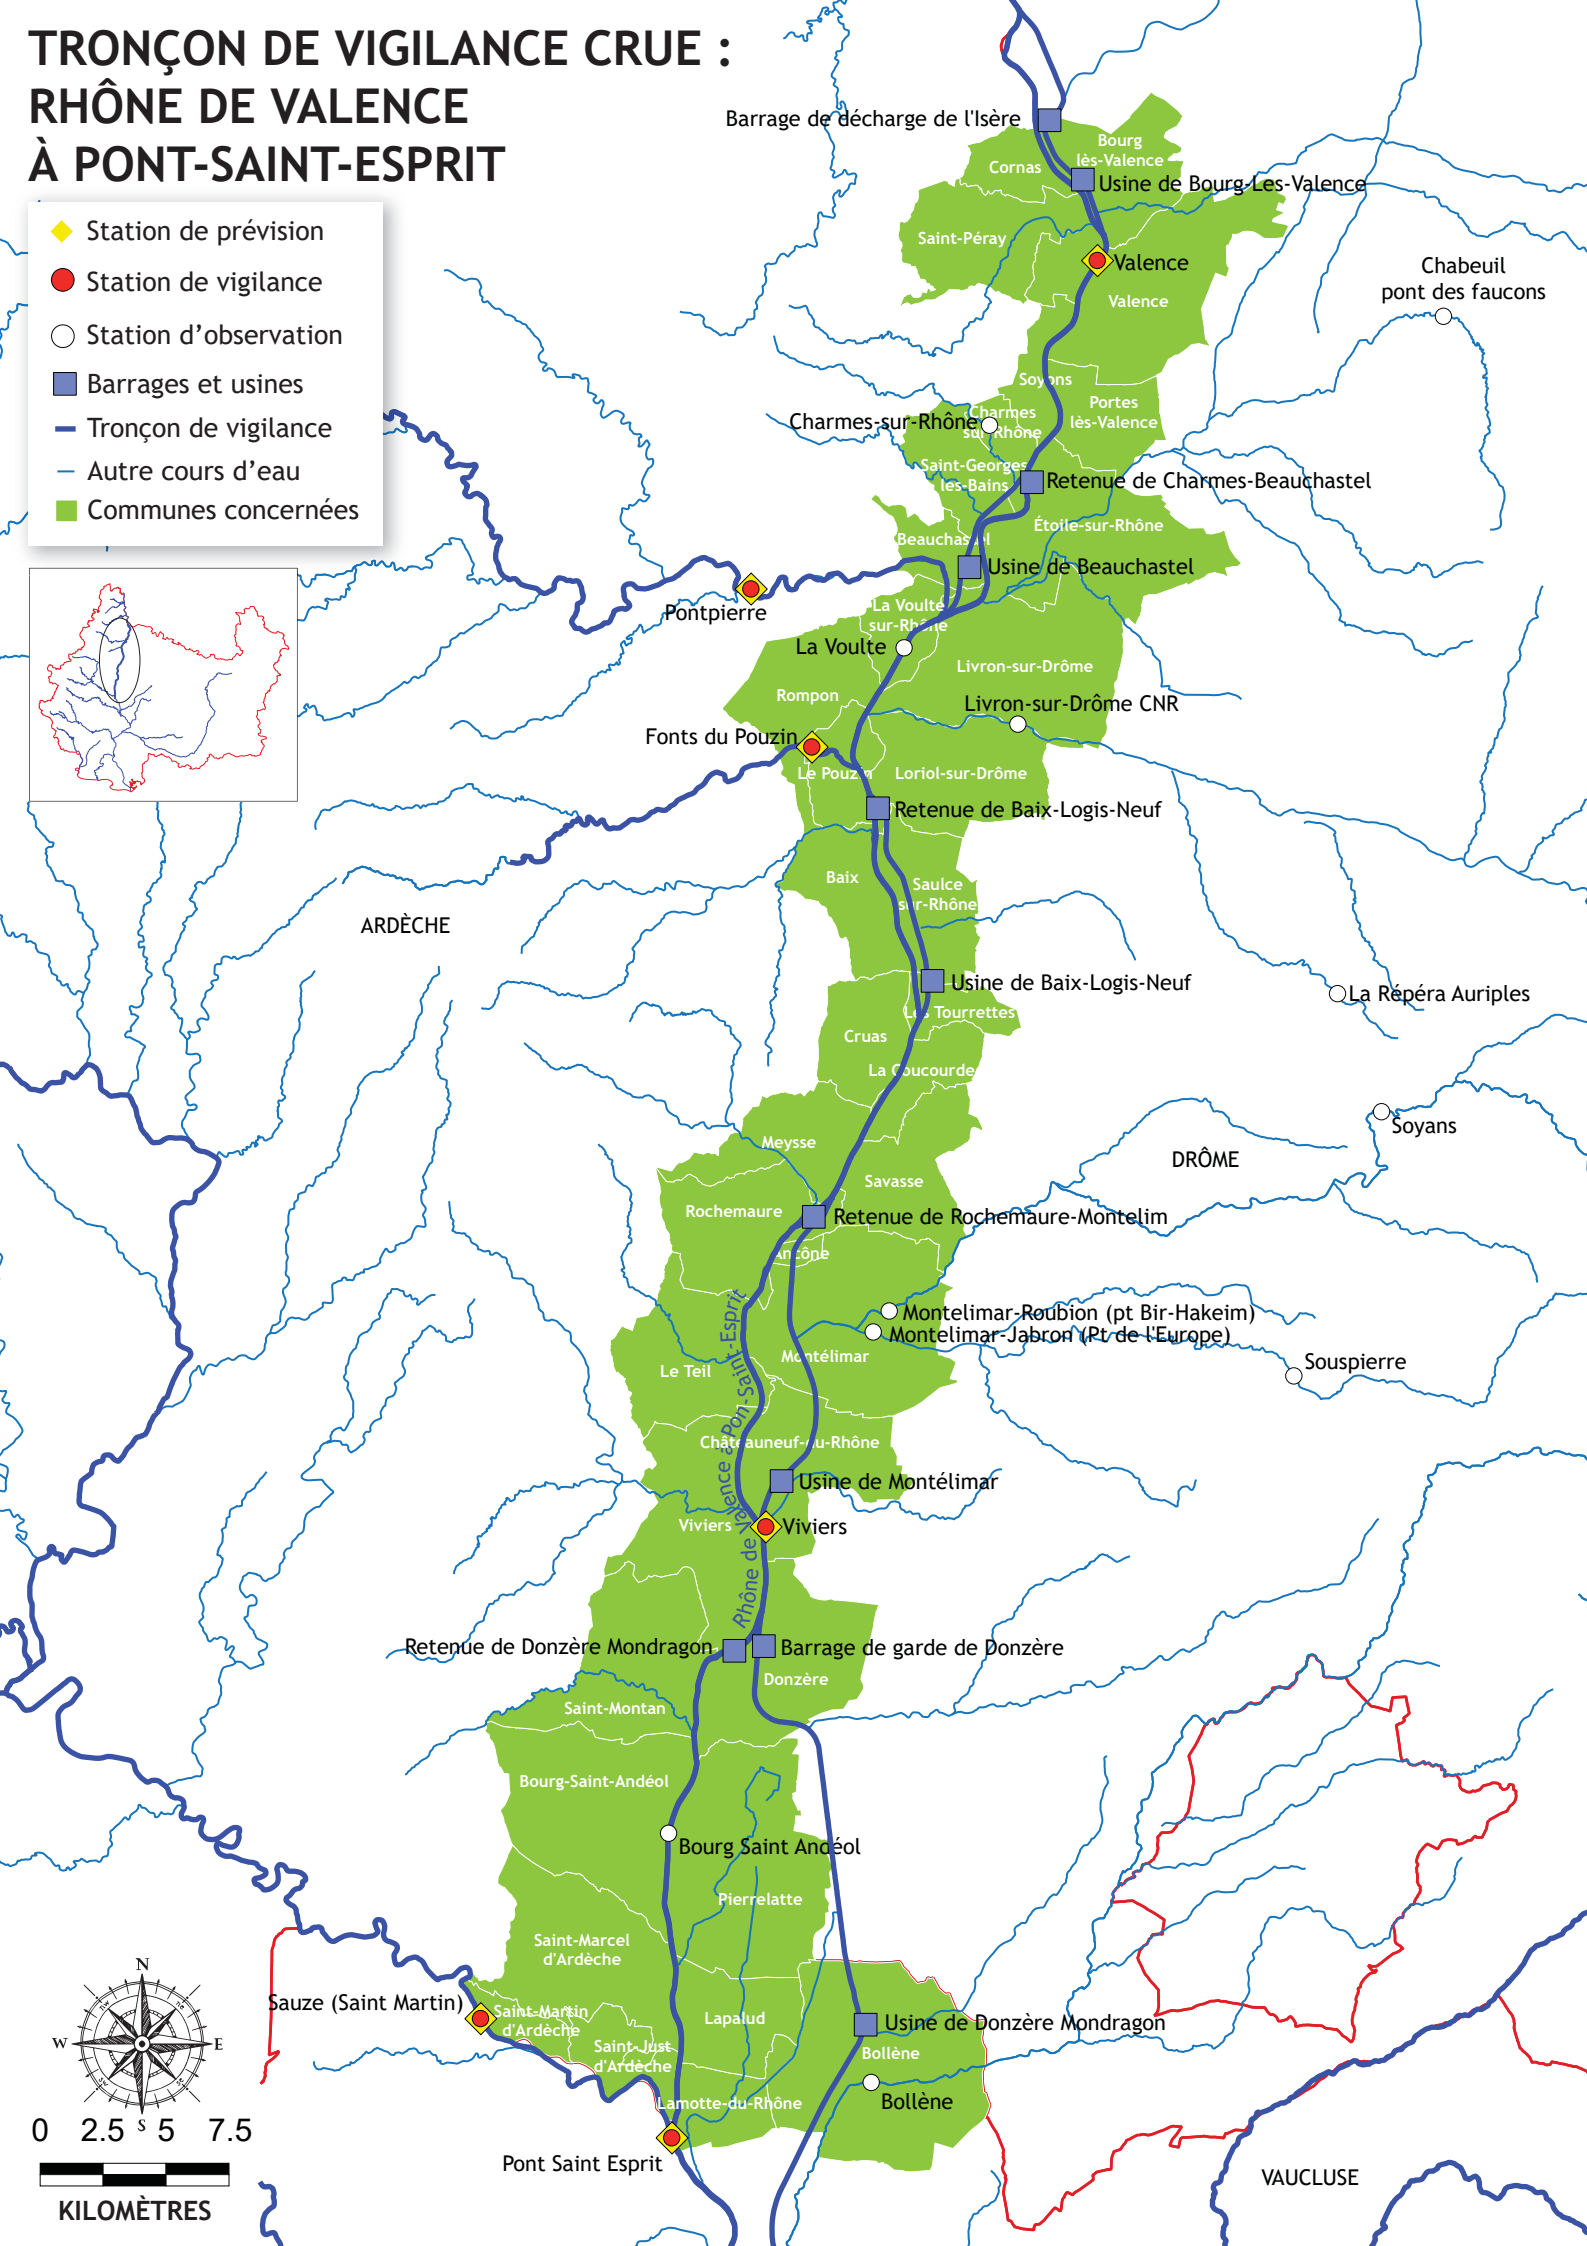 TRONÇON DE VIGILANCE CRUE :
RHÔNE DE VALENCE
À PONT-SAINT-ESPRIT
Station de prévision
Station de vigilance
Station d’observation
Barrages et usines
Tronçon de vigilance
Autre cours d’eau
Communes concernées
Barrage de décharge de l'Isère
Bourg
lès-Valence
Cornas
Usine de Bourg-Les-Valence
Saint-Péray
Valence
Valence
Chabeuil
pont des faucons
Soyons
Portes
lès-Valence
Charmes
sur-Rhône
Charmes-sur-Rhône
Saint-Georges
les-Bains
Retenue de Charmes-Beauchastel
Étoile-sur-Rhône
Beauchastel
Usine de Beauchastel
Pontpierre
La Voulte
sur-Rhône
La Voulte
Livron-sur-Drôme
Rompon
Livron-sur-Drôme CNR
Fonts du Pouzin
Le Pouzin
Loriol-sur-Drôme
Retenue de Baix-Logis-Neuf
Baix
Saulce
sur-Rhône
ARDÈCHE
Usine de Baix-Logis-Neuf
La Répéra Auriples
Les Tourrettes
Cruas
La Coucourde
Soyans
Meysse
DRÔME
Savasse
Rochemaure
Retenue de Rochemaure-Montelim
Ancône
Montelimar-Roubion (pt Bir-Hakeim)
Montelimar-Jabron (Pt de l'Europe)
Montélimar
Souspierre
Le Teil
Rhône de Valence à Pon-Saint-Esprit
Châteauneuf-du-Rhône
Usine de Montélimar
Viviers
Viviers
Retenue de Donzère Mondragon
Barrage de garde de Donzère
Donzère
Saint-Montan
Bourg-Saint-Andéol
Bourg Saint Andéol
Pierrelatte
Saint-Marcel
d'Ardèche
Sauze (Saint Martin)
Saint-Martin
d'Ardèche
Lapalud
Usine de Donzère Mondragon
Saint-Just
d'Ardèche
Bollène
Bollène
Lamotte-du-Rhône
Pont Saint Esprit
VAUCLUSE
N
nw
ne
W
E
sw
se
S
0 2.5 5 7.5
KILOMÈTRES